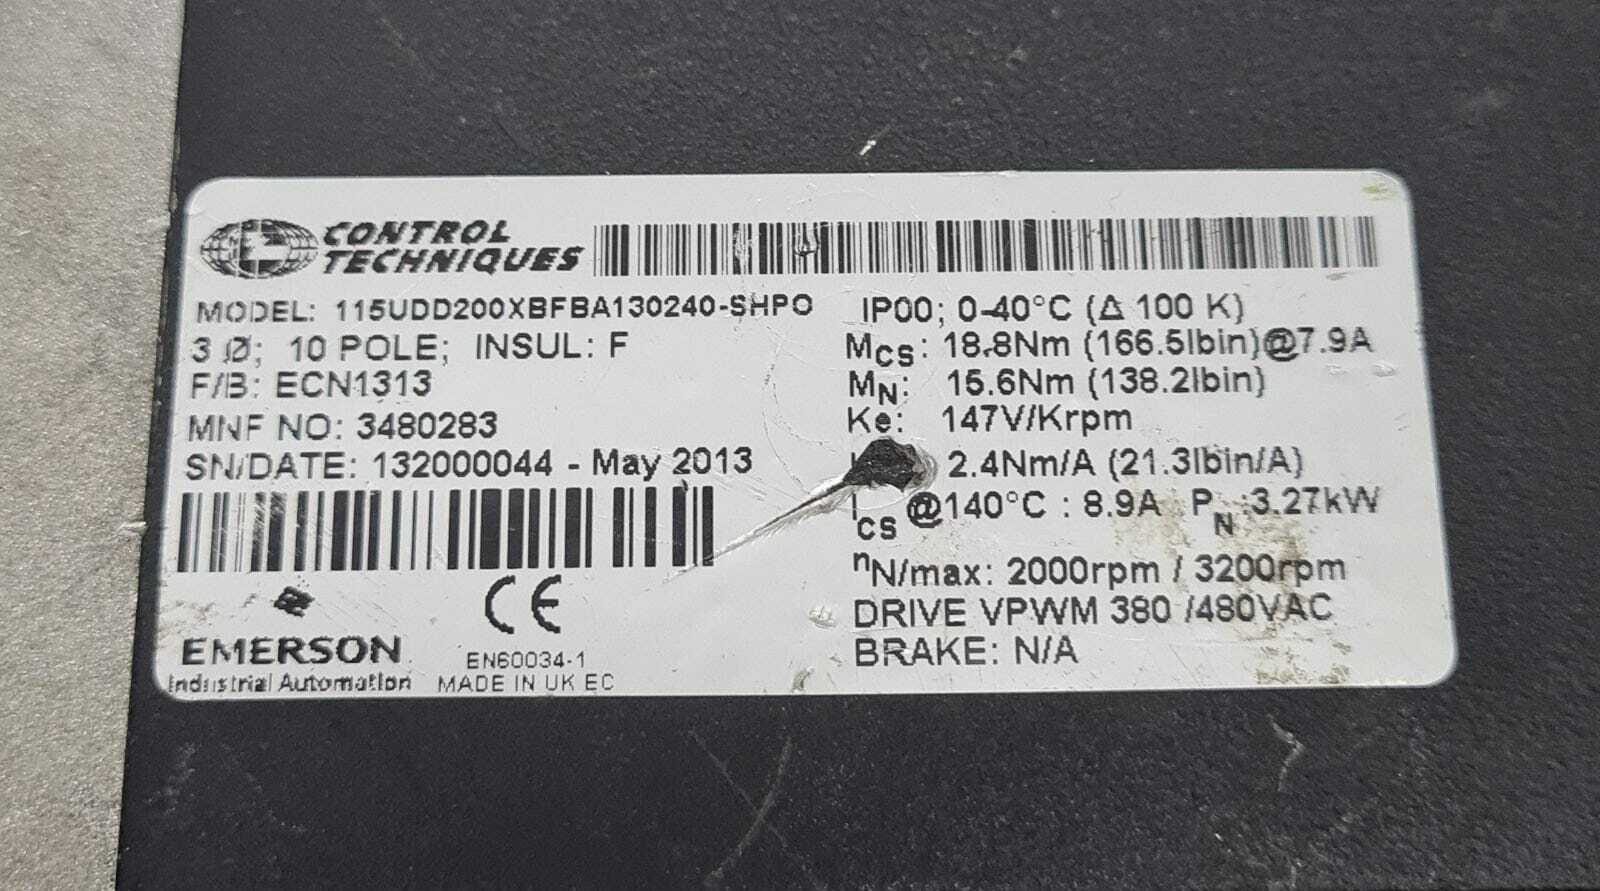 CONTROL
TECHNIQUES
MODEL: 115UDD200XBFBA130240-SHPO
3 Ø; 10 POLE; INSUL: F
F/B: ECN1313
MNF NO: 3480283
SN/DATE: 132000044 - May 2013
CE
EMERSON
Industrial Automation
EN60034-1
MADE IN UK EC
IP00; 0-40°C (Δ 100 K)
MCS: 18.8Nm (166.5lbin)@7.9A
MN: 15.6Nm (138.2lbin)
Ke: 147V/Krpm
2.4Nm/A (21.3lbin/A)
ICS @140°C : 8.9A PN :3.27kW
nN/max: 2000rpm / 3200rpm
DRIVE VPWM 380 /480VAC
BRAKE: N/A